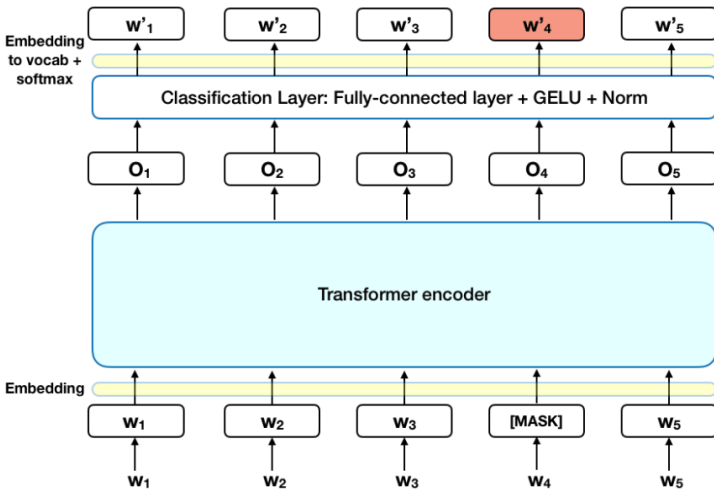 Embedding
to vocab +
softmax
w’₁ w’₂ w’₃ w’₄ w’₅
Classification Layer: Fully-connected layer + GELU + Norm
O₁ O₂ O₃ O₄ O₅
Transformer encoder
Embedding
w₁ w₂ w₃ [MASK] w₅
w₁ w₂ w₃ w₄ w₅